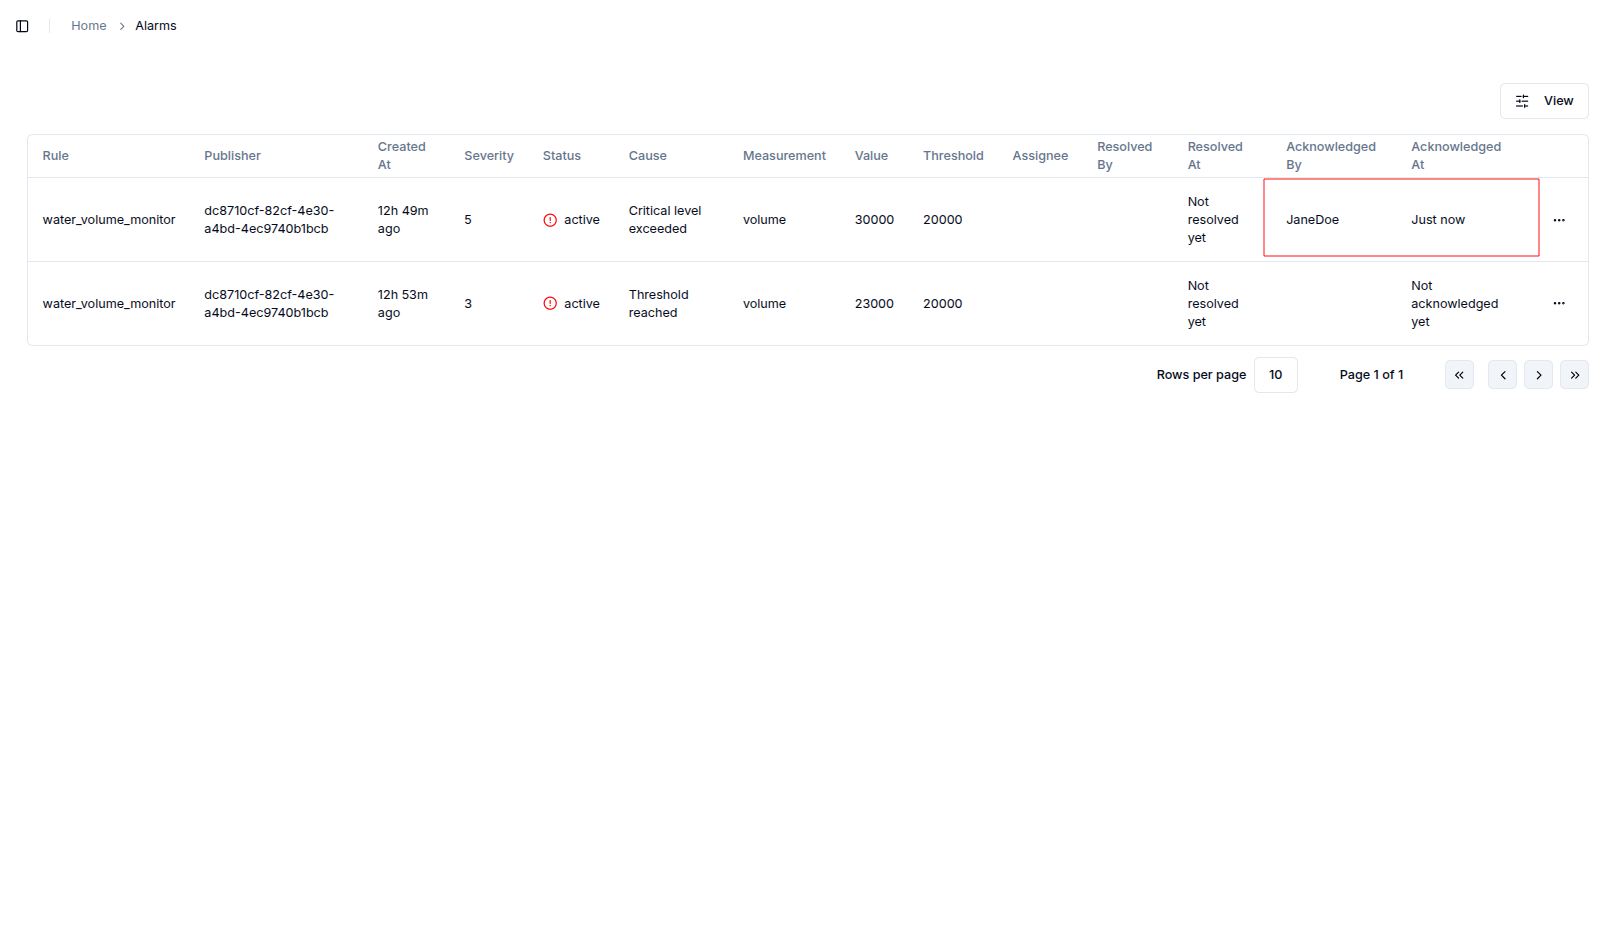 Home > Alarms
View
Rule Publisher Created At Severity Status Cause Measurement Value Threshold Assignee Resolved By Resolved At Acknowledged By Acknowledged At
water_volume_monitor dc8710cf-82cf-4e30-a4bd-4ec9740b1bcb 12h 49m ago 5 active Critical level exceeded volume 30000 20000 Not resolved yet JaneDoe Just now
water_volume_monitor dc8710cf-82cf-4e30-a4bd-4ec9740b1bcb 12h 53m ago 3 active Threshold reached volume 23000 20000 Not resolved yet Not acknowledged yet
Rows per page 10 Page 1 of 1